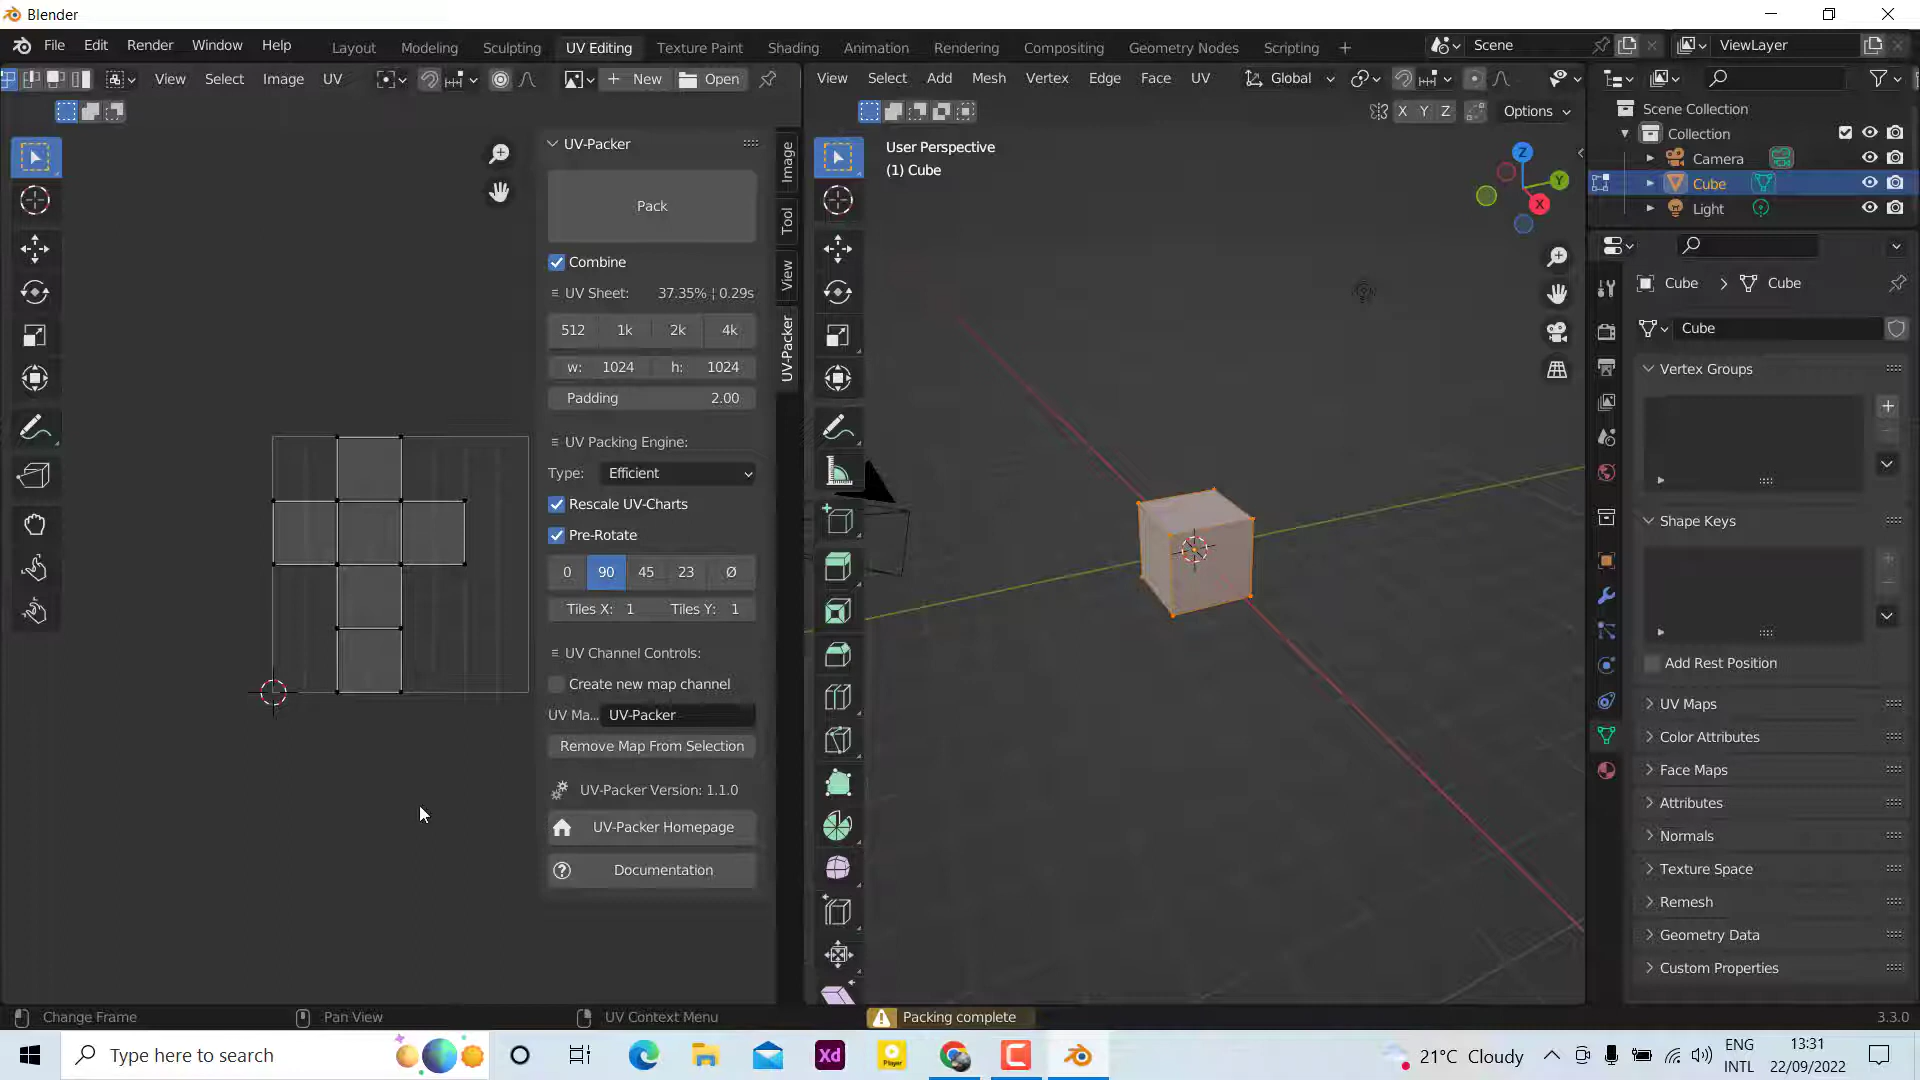 Blender
File Edit Render Window Help Layout Modeling Sculpting UV Editing Texture Paint Shading Animation Rendering Compositing Geometry Nodes Scripting Scene ViewLayer
View Select Image UV New Open
View Select Add Mesh Vertex Edge Face UV Global
X Y Z Options
UV-Packer
Pack
Combine
UV Sheet: 37.35% ¦ 0.29s
512 1k 2k 4k
w: 1024 h: 1024
Padding 2.00
UV Packing Engine:
Type: Efficient
Rescale UV-Charts
Pre-Rotate
0 90 45 23 Ø
Tiles X: 1 Tiles Y: 1
UV Channel Controls:
Create new map channel
UV Ma... UV-Packer
Remove Map From Selection
UV-Packer Version: 1.1.0
UV-Packer Homepage
Documentation
Image
Tool
View
UV-Packer
User Perspective
(1) Cube
Z
Y
X
Scene Collection
Collection
Camera
Cube
Light
Cube Cube
Cube
Vertex Groups
Shape Keys
Add Rest Position
UV Maps
Color Attributes
Face Maps
Attributes
Normals
Texture Space
Remesh
Geometry Data
Custom Properties
Change Frame Pan View UV Context Menu Packing complete 3.3.0
Type here to search
Xd
Player
21°C Cloudy
ENG
INTL
13:31
22/09/2022